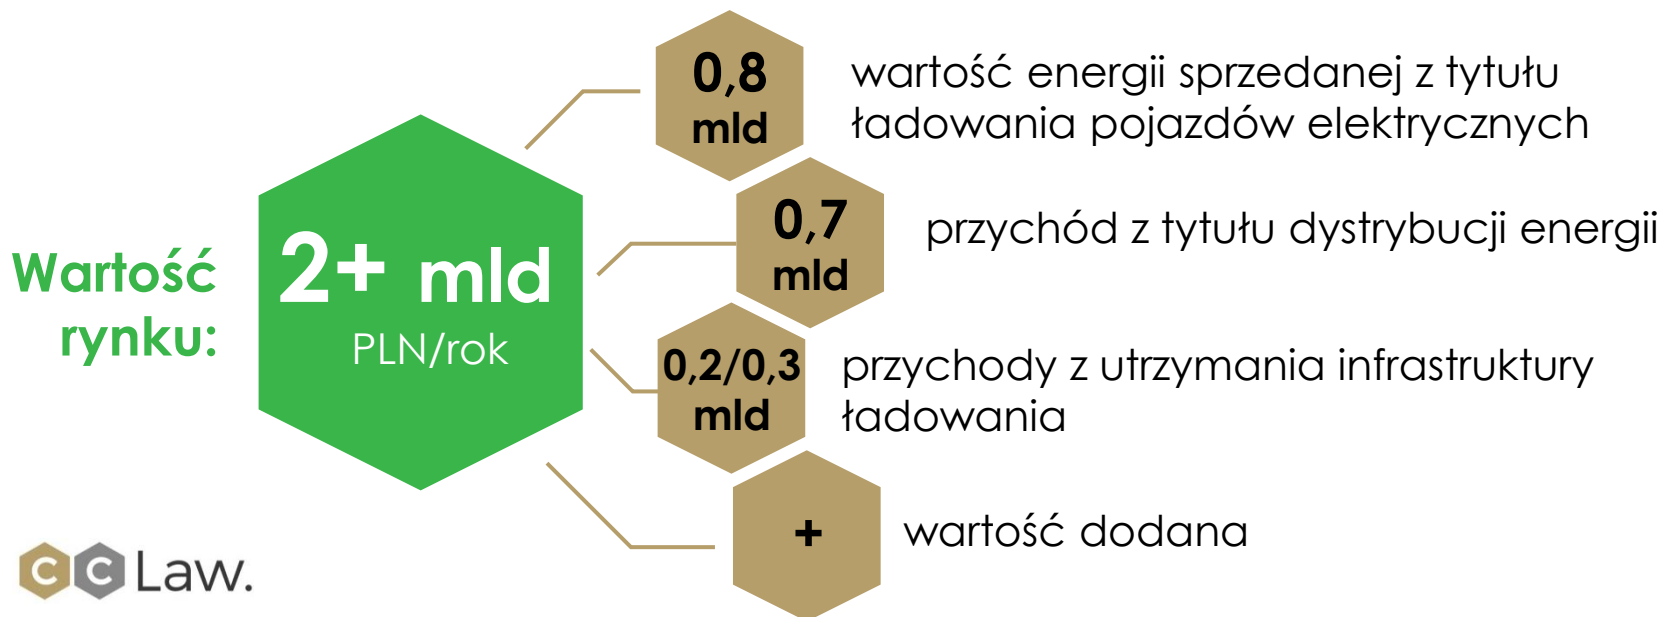 Wartość
rynku:
2+ mld
PLN/rok
0,8
mld
wartość energii sprzedanej z tytułu
ładowania pojazdów elektrycznych
0,7
mld
przychód z tytułu dystrybucji energii
0,2/0,3
mld
przychody z utrzymania infrastruktury
ładowania
+
wartość dodana
CC Law.